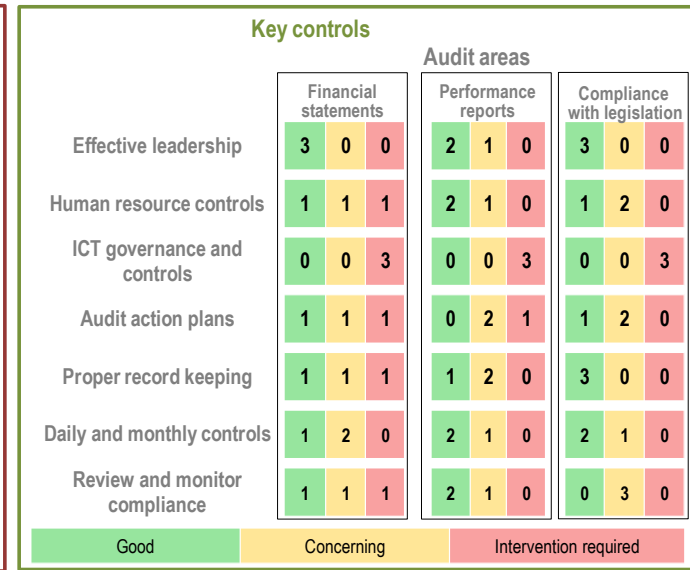 Key controls
Audit areas
Financial statements
Performance reports
Compliance with legislation
Effective leadership 3 0 0 2 1 0 3 0 0
Human resource controls 1 1 1 2 1 0 1 2 0
ICT governance and controls 0 0 3 0 0 3 0 0 3
Audit action plans 1 1 1 0 2 1 1 2 0
Proper record keeping 1 1 1 1 2 0 3 0 0
Daily and monthly controls 1 2 0 2 1 0 2 1 0
Review and monitor compliance 1 1 1 2 1 0 0 3 0
Good Concerning Intervention required